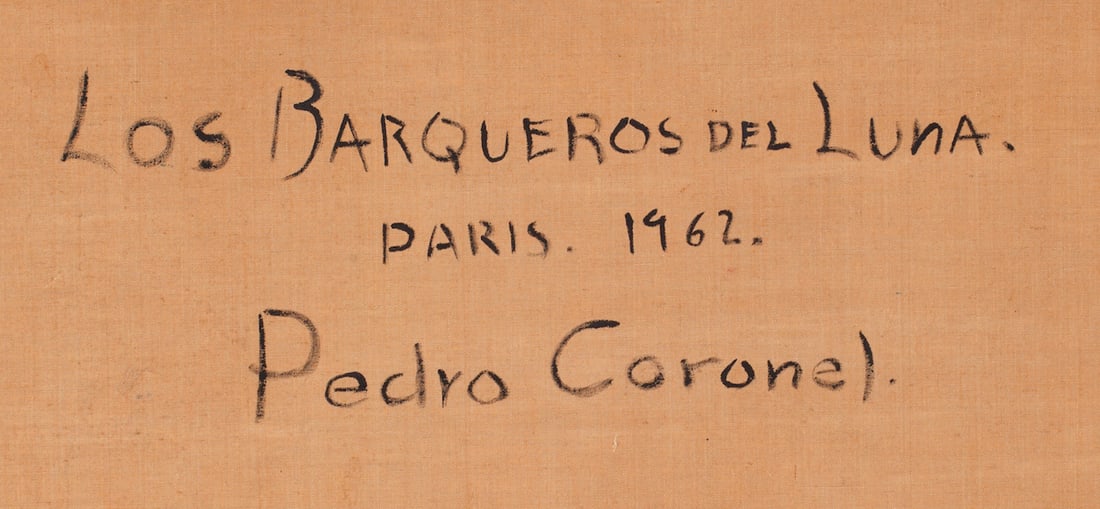 Los BARQUEROS DEL LUnA.
PARIS. 1962.
Pedro Coronel.